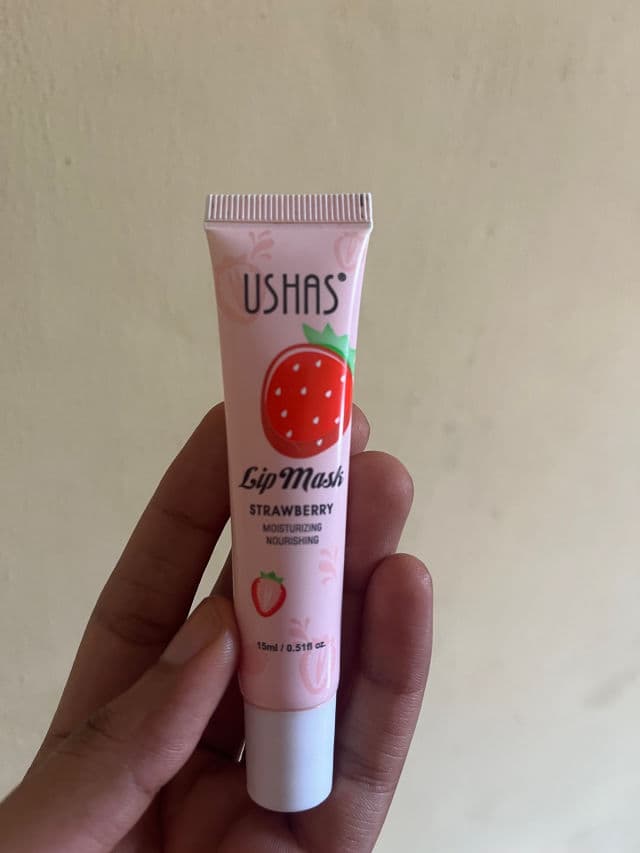 USHAS
Lip Mask
STRAWBERRY
MOISTURIZING
NOURISHING
15ml / 0.51fl oz.